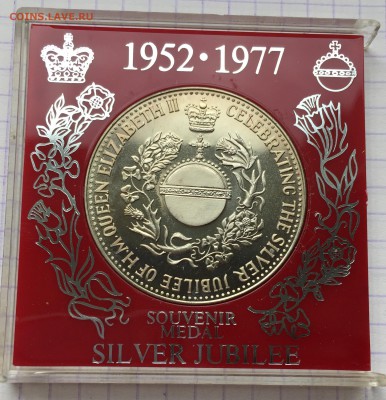 COINS.LAVE.RU
1952 • 1977
CELEBRATING THE SILVER JUBILEE OF H.M. QUEEN ELIZABETH II
SOUVENIR
MEDAL
SILVER JUBILEE